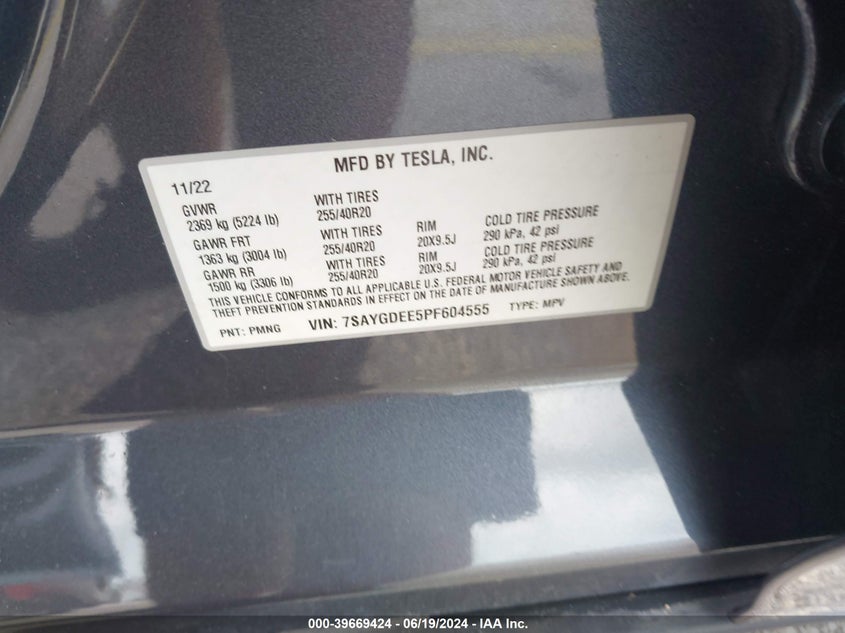 MFD BY TESLA, INC.
11/22
GVWR WITH TIRES
2369 kg (5224 lb) 255/40R20
GAWR FRT WITH TIRES RIM COLD TIRE PRESSURE
1363 kg (3004 lb) 255/40R20 20X9.5J 290 kPa, 42 psi
GAWR RR WITH TIRES RIM COLD TIRE PRESSURE
1500 kg (3306 lb) 255/40R20 20X9.5J 290 kPa, 42 psi
THIS VEHICLE CONFORMS TO ALL APPLICABLE U.S. FEDERAL MOTOR VEHICLE SAFETY AND
THEFT PREVENTION STANDARDS IN EFFECT ON THE DATE OF MANUFACTURE SHOWN ABOVE.
PNT: PMNG VIN: 7SAYGDEE5PF604555 TYPE: MPV
000-39669424 / 06/19/2024 - IAA Inc.